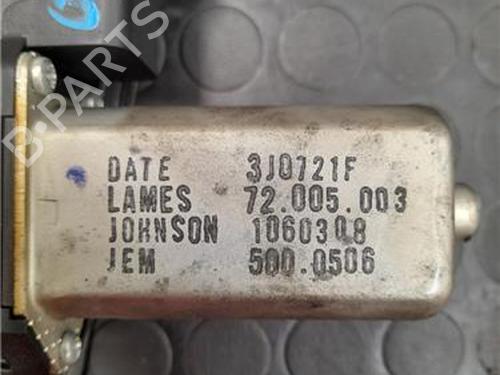 B-PARTS
DATE 3J0721F
LAMES 72.005.003
JOHNSON 1060308
JEM 500.0506